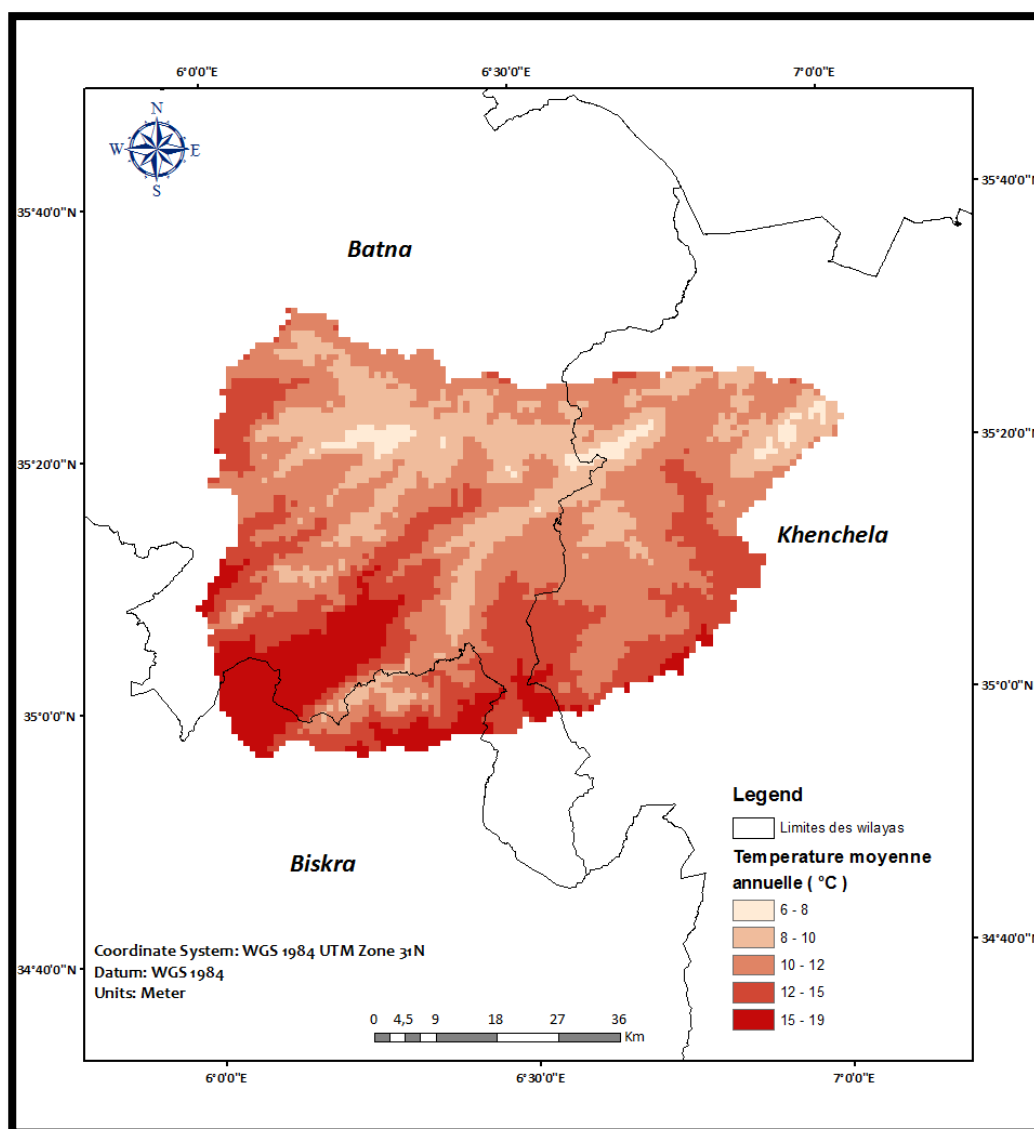 6°0'0"E 6°30'0"E 7°0'0"E
N
W E
S
35°40'0"N 35°40'0"N
Batna
35°20'0"N 35°20'0"N
Khenchela
35°0'0"N 35°0'0"N
Legend
Limites des wilayas
Temperature moyenne
annuelle ( °C )
6 - 8
8 - 10
10 - 12
12 - 15
15 - 19
Biskra
34°40'0"N 34°40'0"N
Coordinate System: WGS 1984 UTM Zone 31N
Datum: WGS 1984
Units: Meter
0 4,5 9 18 27 36
Km
6°0'0"E 6°30'0"E 7°0'0"E